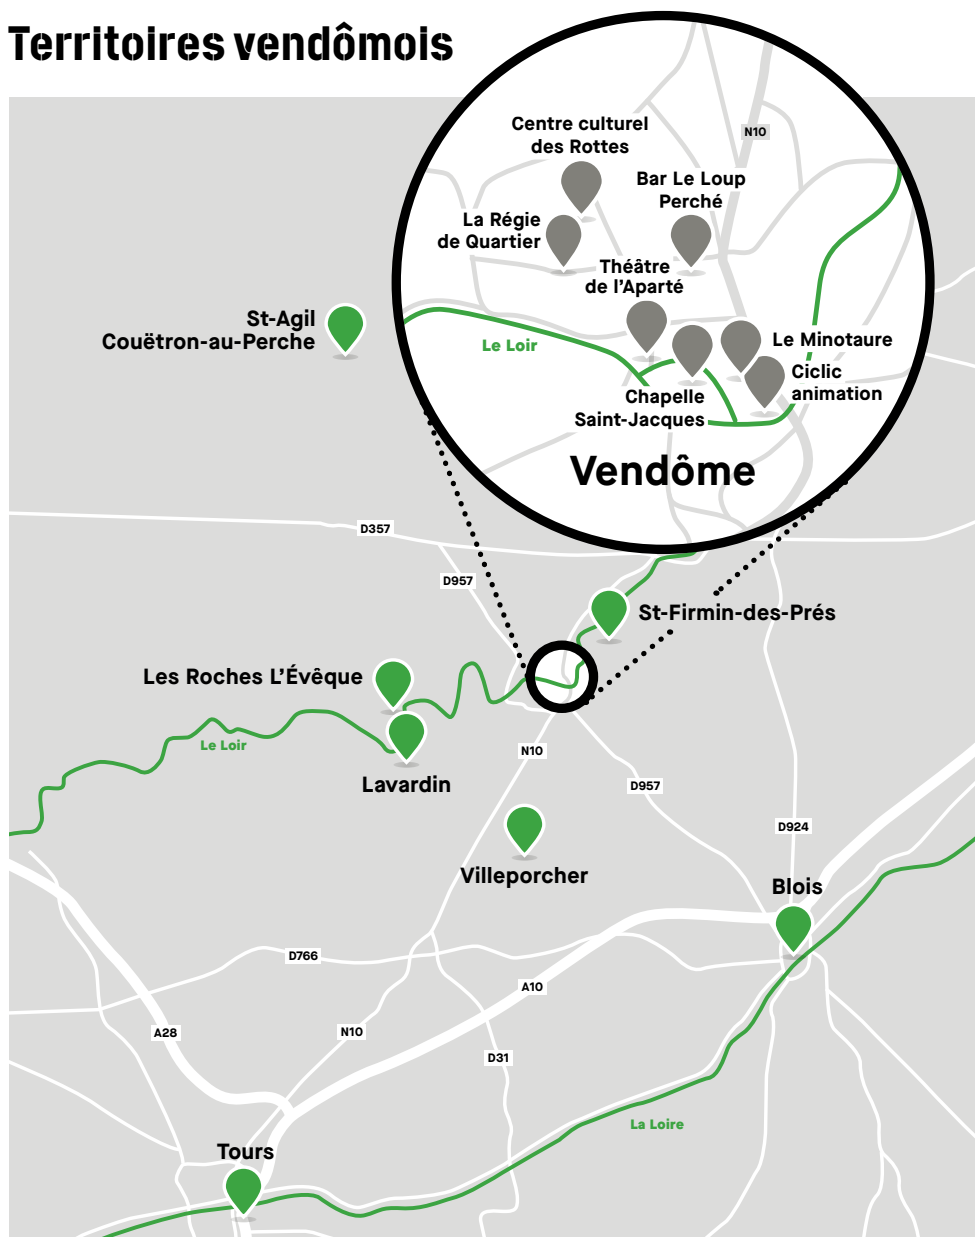 Territoires vendômois
N10
Centre culturel
des Rottes
Bar Le Loup
Perché
La Régie
de Quartier
Théâtre
de l'Aparté
St-Agil
Couëtron-au-Perche
Le Loir
Le Minotaure
Ciclic
animation
Chapelle
Saint-Jacques
Vendôme
D357
D957
St-Firmin-des-Prés
Les Roches L'Évêque
Le Loir
N10
Lavardin
D957
D924
Villeporcher
Blois
D766
A10
A28
N10
D31
La Loire
Tours